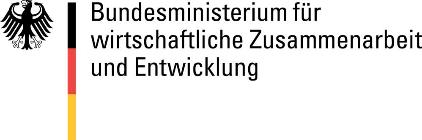 Bundesministerium für
wirtschaftliche Zusammenarbeit
und Entwicklung